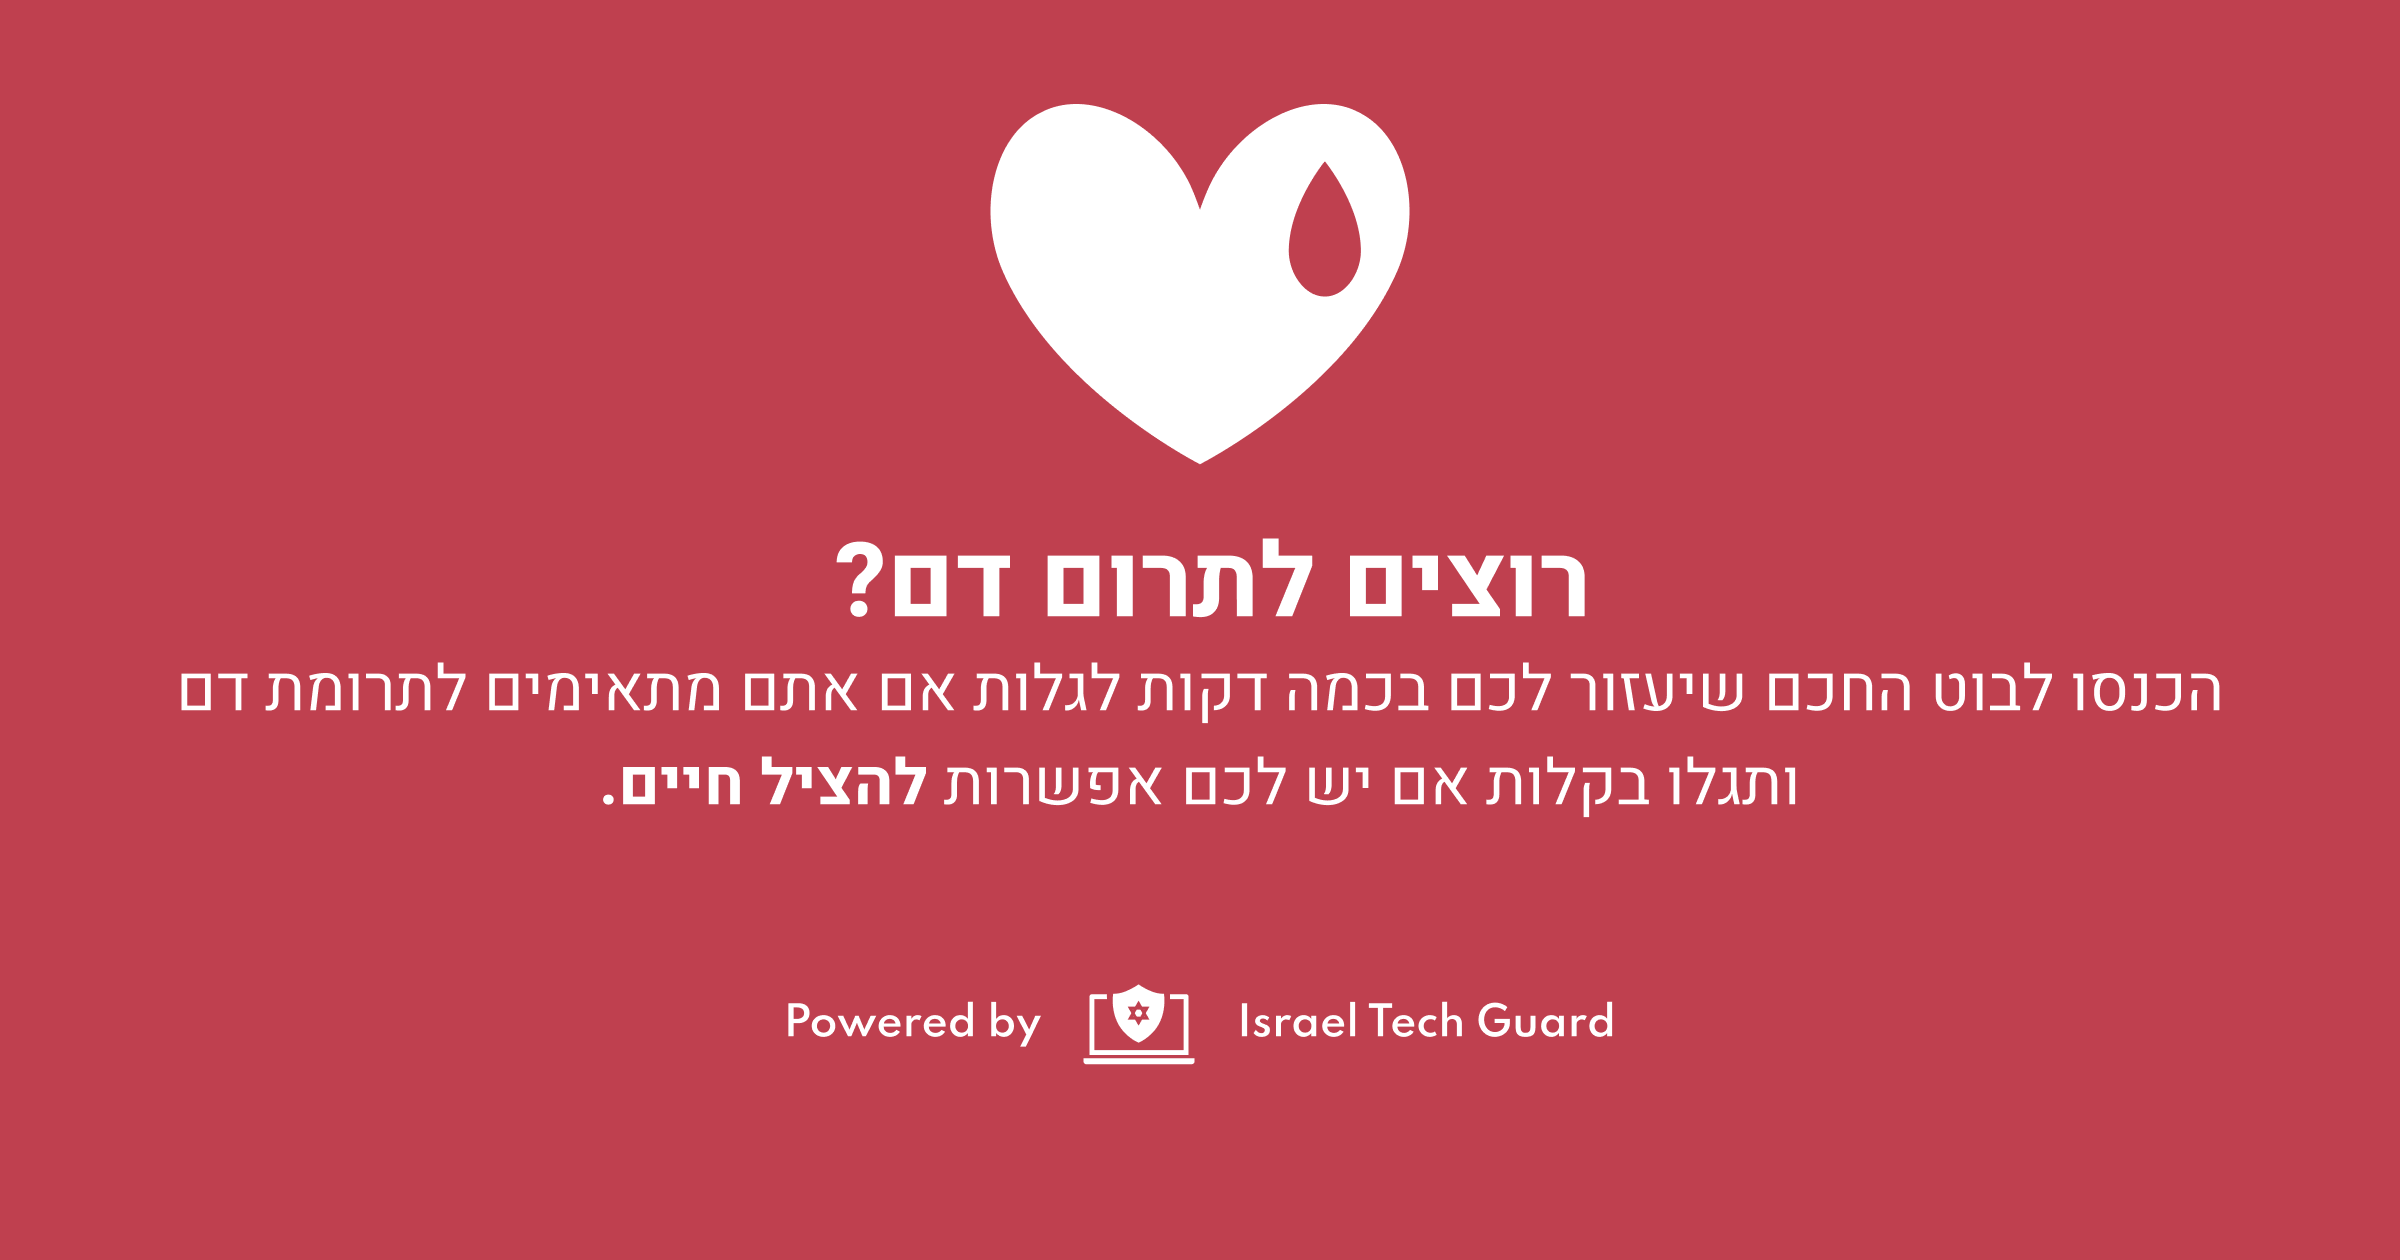 רוצים לתרום דם?
הכנסו לבוט החכם שיעזור לכם בכמה דקות לגלות אם אתם מתאימים לתרומת דם
ותגלו בקלות אם יש לכם אפשרות להציל חיים.
Powered by Israel Tech Guard